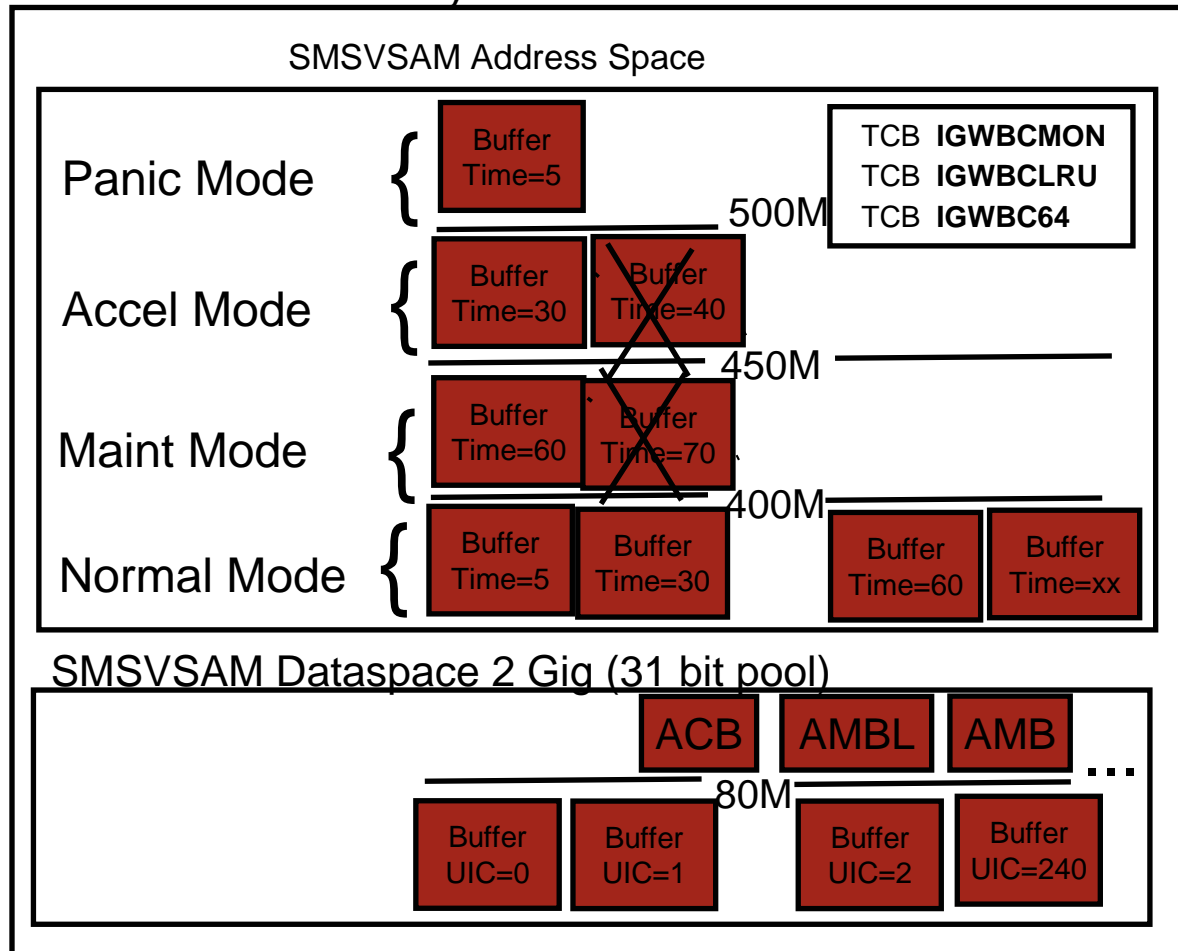 SMSVSAM Address Space
Panic Mode
Buffer
Time=5
TCB IGWBCMON
TCB IGWBCLRU
TCB IGWBC64
500M
Accel Mode
Buffer
Time=30
Buffer
Time=40
450M
Maint Mode
Buffer
Time=60
Buffer
Time=70
400M
Normal Mode
Buffer
Time=5
Buffer
Time=30
Buffer
Time=60
Buffer
Time=xx
SMSVSAM Dataspace 2 Gig (31 bit pool)
ACB
AMBL
AMB
...
80M
Buffer
UIC=0
Buffer
UIC=1
Buffer
UIC=2
Buffer
UIC=240